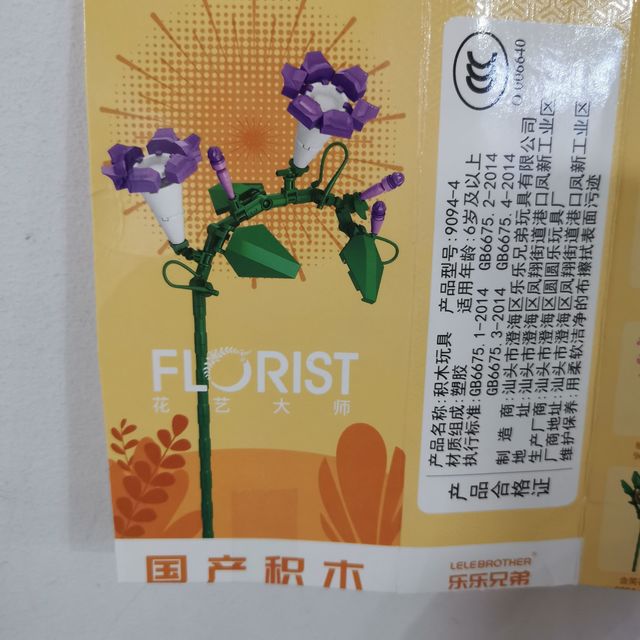 FLORIST
花艺大师
国产积木
LELEBROTHER®
乐乐兄弟
0006640
产品名称:积木玩具 产品型号:9094-4
材质组成:塑胶 适用年龄:6岁及以上
执行标准:GB6675.1-2014 GB6675.2-2014
GB6675.3-2014 GB6675.4-2014
制造商:汕头市澄海区乐乐兄弟玩具有限公司
地址:汕头市澄海区凤翔街道港口凤新工业区
生产厂商:汕头市澄海区圆圆乐玩具厂
厂商地址:汕头市澄海区凤翔街道港口凤新工业区
维护保养:用柔软洁净的布擦拭表面污迹
产品合格证